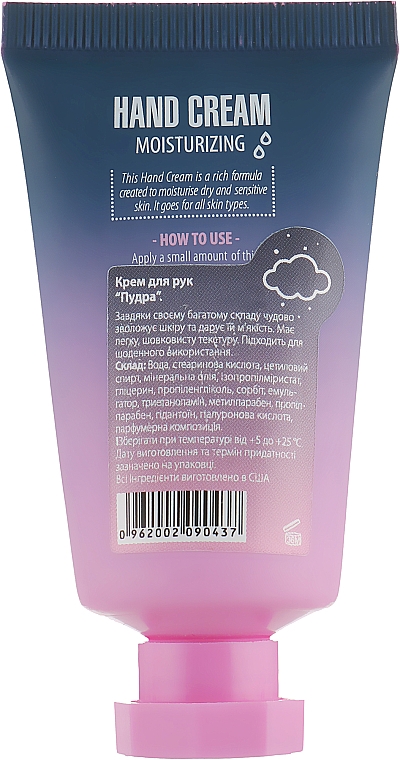 HAND CREAM
MOISTURIZING
This Hand Cream is a rich formula
created to moisturise dry and sensitive
skin. It goes for all skin types.
- HOW TO USE -
Apply a small amount of th
Крем для рук
"Пудра".
Завдяки своєму багатому складу чудово
зволожує шкіру та дарує їй м'якість. Має
легку, шовковисту текстуру. Підходить для
щоденного використання.
Склад: Вода, стеаринова кислота, цетиловий
спирт, мінеральна олія, ізопропілміристат,
гліцерин, пропіленгліколь, сорбіт, емуль-
гатор, триетаноламін, метилпарабен, пропіл-
парабен, гідантоїн, гіалуронова кислота,
парфумерна композиція.
Зберігати при температурі від +5 до +25 °С
Дату виготовлення та термін придатності
зазначено на упаковці.
Всі інгредієнти виготовлено в США
0 962002 090437